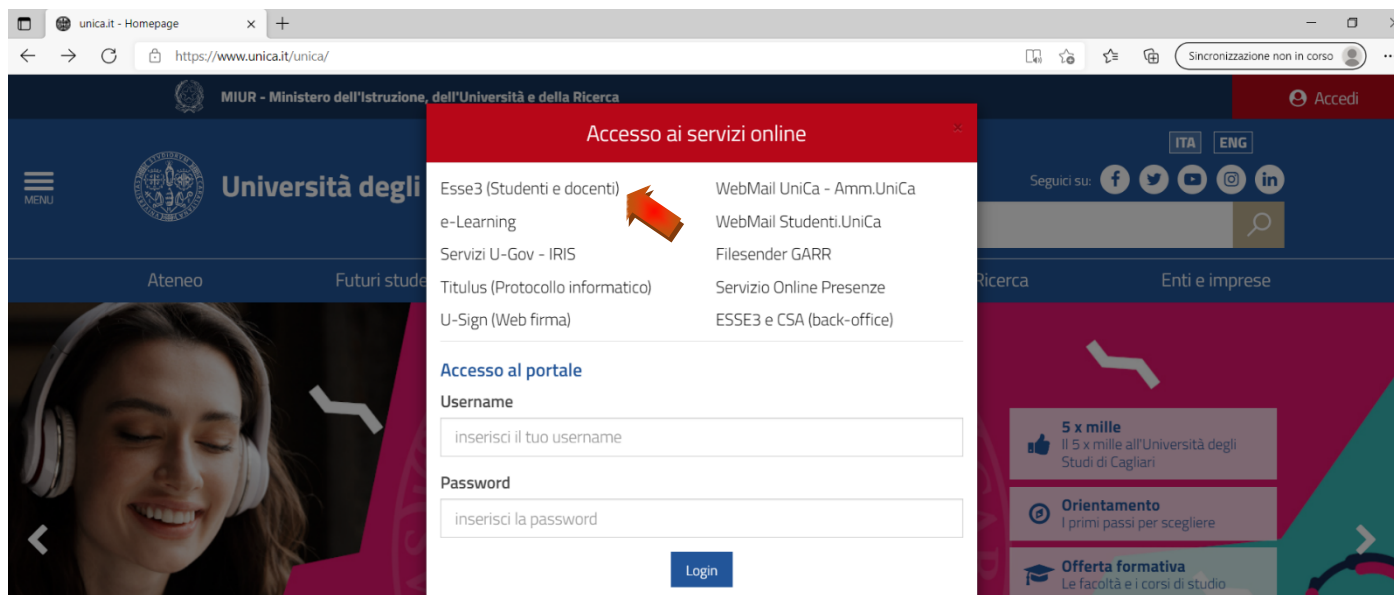 unica.it - Homepage
https://www.unica.it/unica/
Sincronizzazione non in corso
MIUR - Ministero dell'Istruzione, dell'Università e della Ricerca
Accedi
Accesso ai servizi online
×
ITA ENG
MENU
Università degli
Seguici su:
Esse3 (Studenti e docenti)
WebMail UniCa - Amm.UniCa
e-Learning
WebMail Studenti.UniCa
Servizi U-Gov - IRIS
Filesender GARR
Titulus (Protocollo informatico)
Servizio Online Presenze
U-Sign (Web firma)
ESSE3 e CSA (back-office)
Ateneo
Futuri stude
Ricerca
Enti e imprese
Accesso al portale
Username
inserisci il tuo username
Password
inserisci la password
Login
5 x mille
Il 5 x mille all'Università degli
Studi di Cagliari
Orientamento
I primi passi per scegliere
Offerta formativa
Le facoltà e i corsi di studio